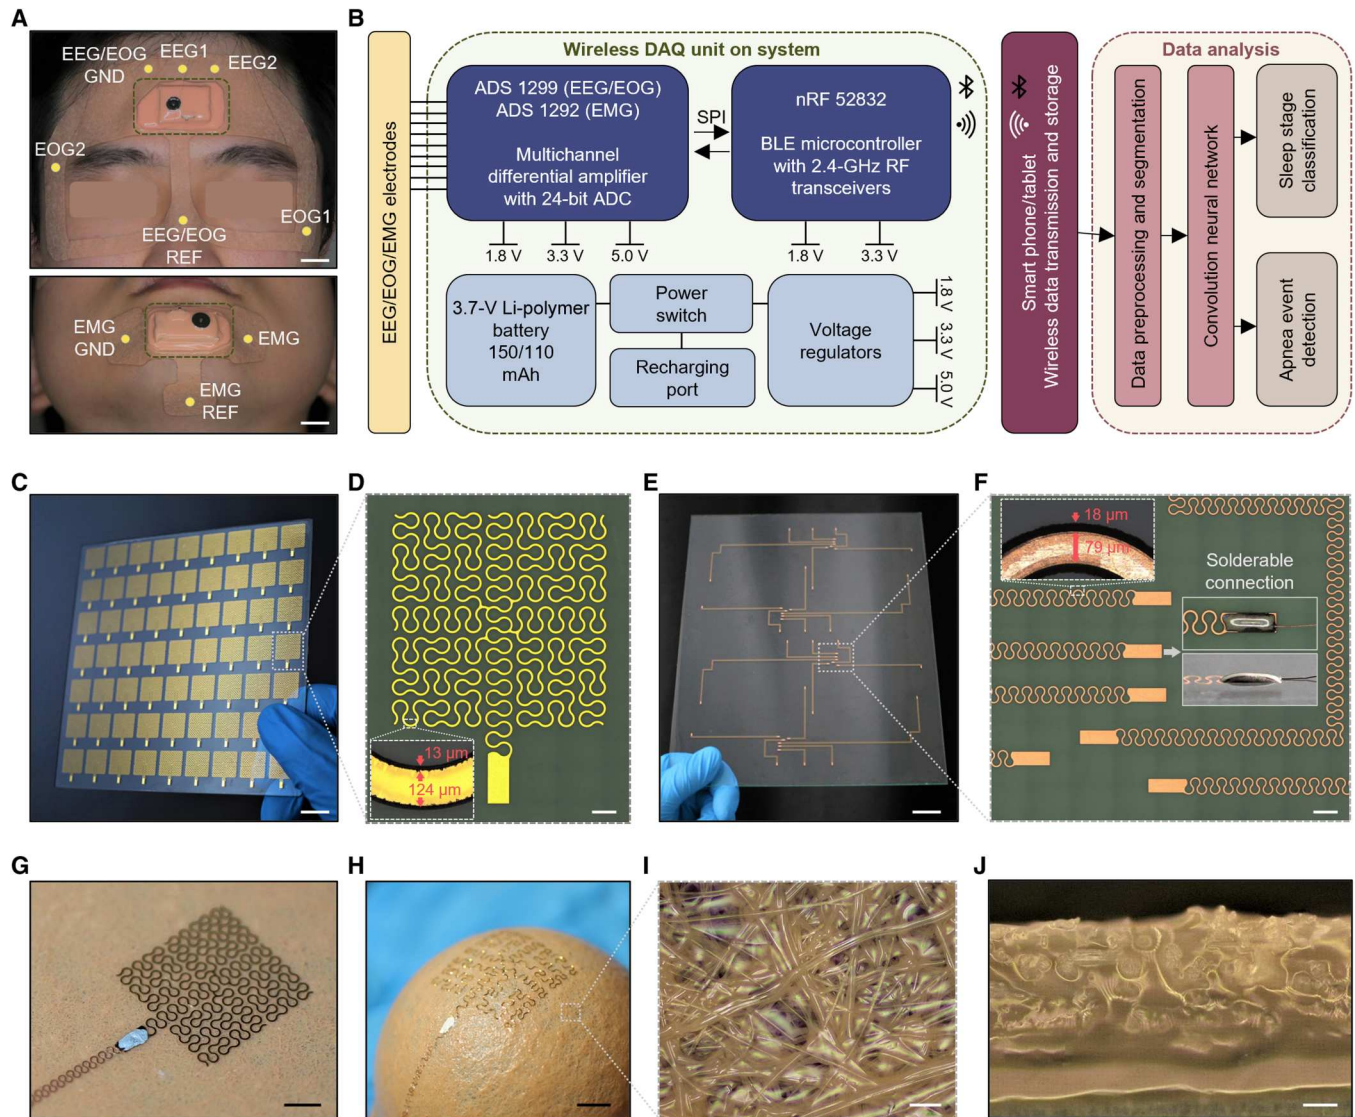 A
EEG/EOG
GND
EEG1
EEG2
EOG2
EOG1
EEG/EOG
REF
EMG
GND
EMG
EMG
REF
B
EEG/EOG/EMG electrodes
Wireless DAQ unit on system
ADS 1299 (EEG/EOG)
ADS 1292 (EMG)
Multichannel
differential amplifier
with 24-bit ADC
SPI
nRF 52832
BLE microcontroller
with 2.4-GHz RF
transceivers
1.8 V
3.3 V
5.0 V
1.8 V
3.3 V
3.7-V Li-polymer
battery
150/110
mAh
Power
switch
Recharging
port
Voltage
regulators
1.8 V
3.3 V
5.0 V
Smart phone/tablet
Wireless data transmission and storage
Data analysis
Data preprocessing and segmentation
Convolution neural network
Sleep stage
classification
Apnea event
detection
C
D
13 µm
124 µm
E
F
18 µm
79 µm
Solderable
connection
G
H
I
J